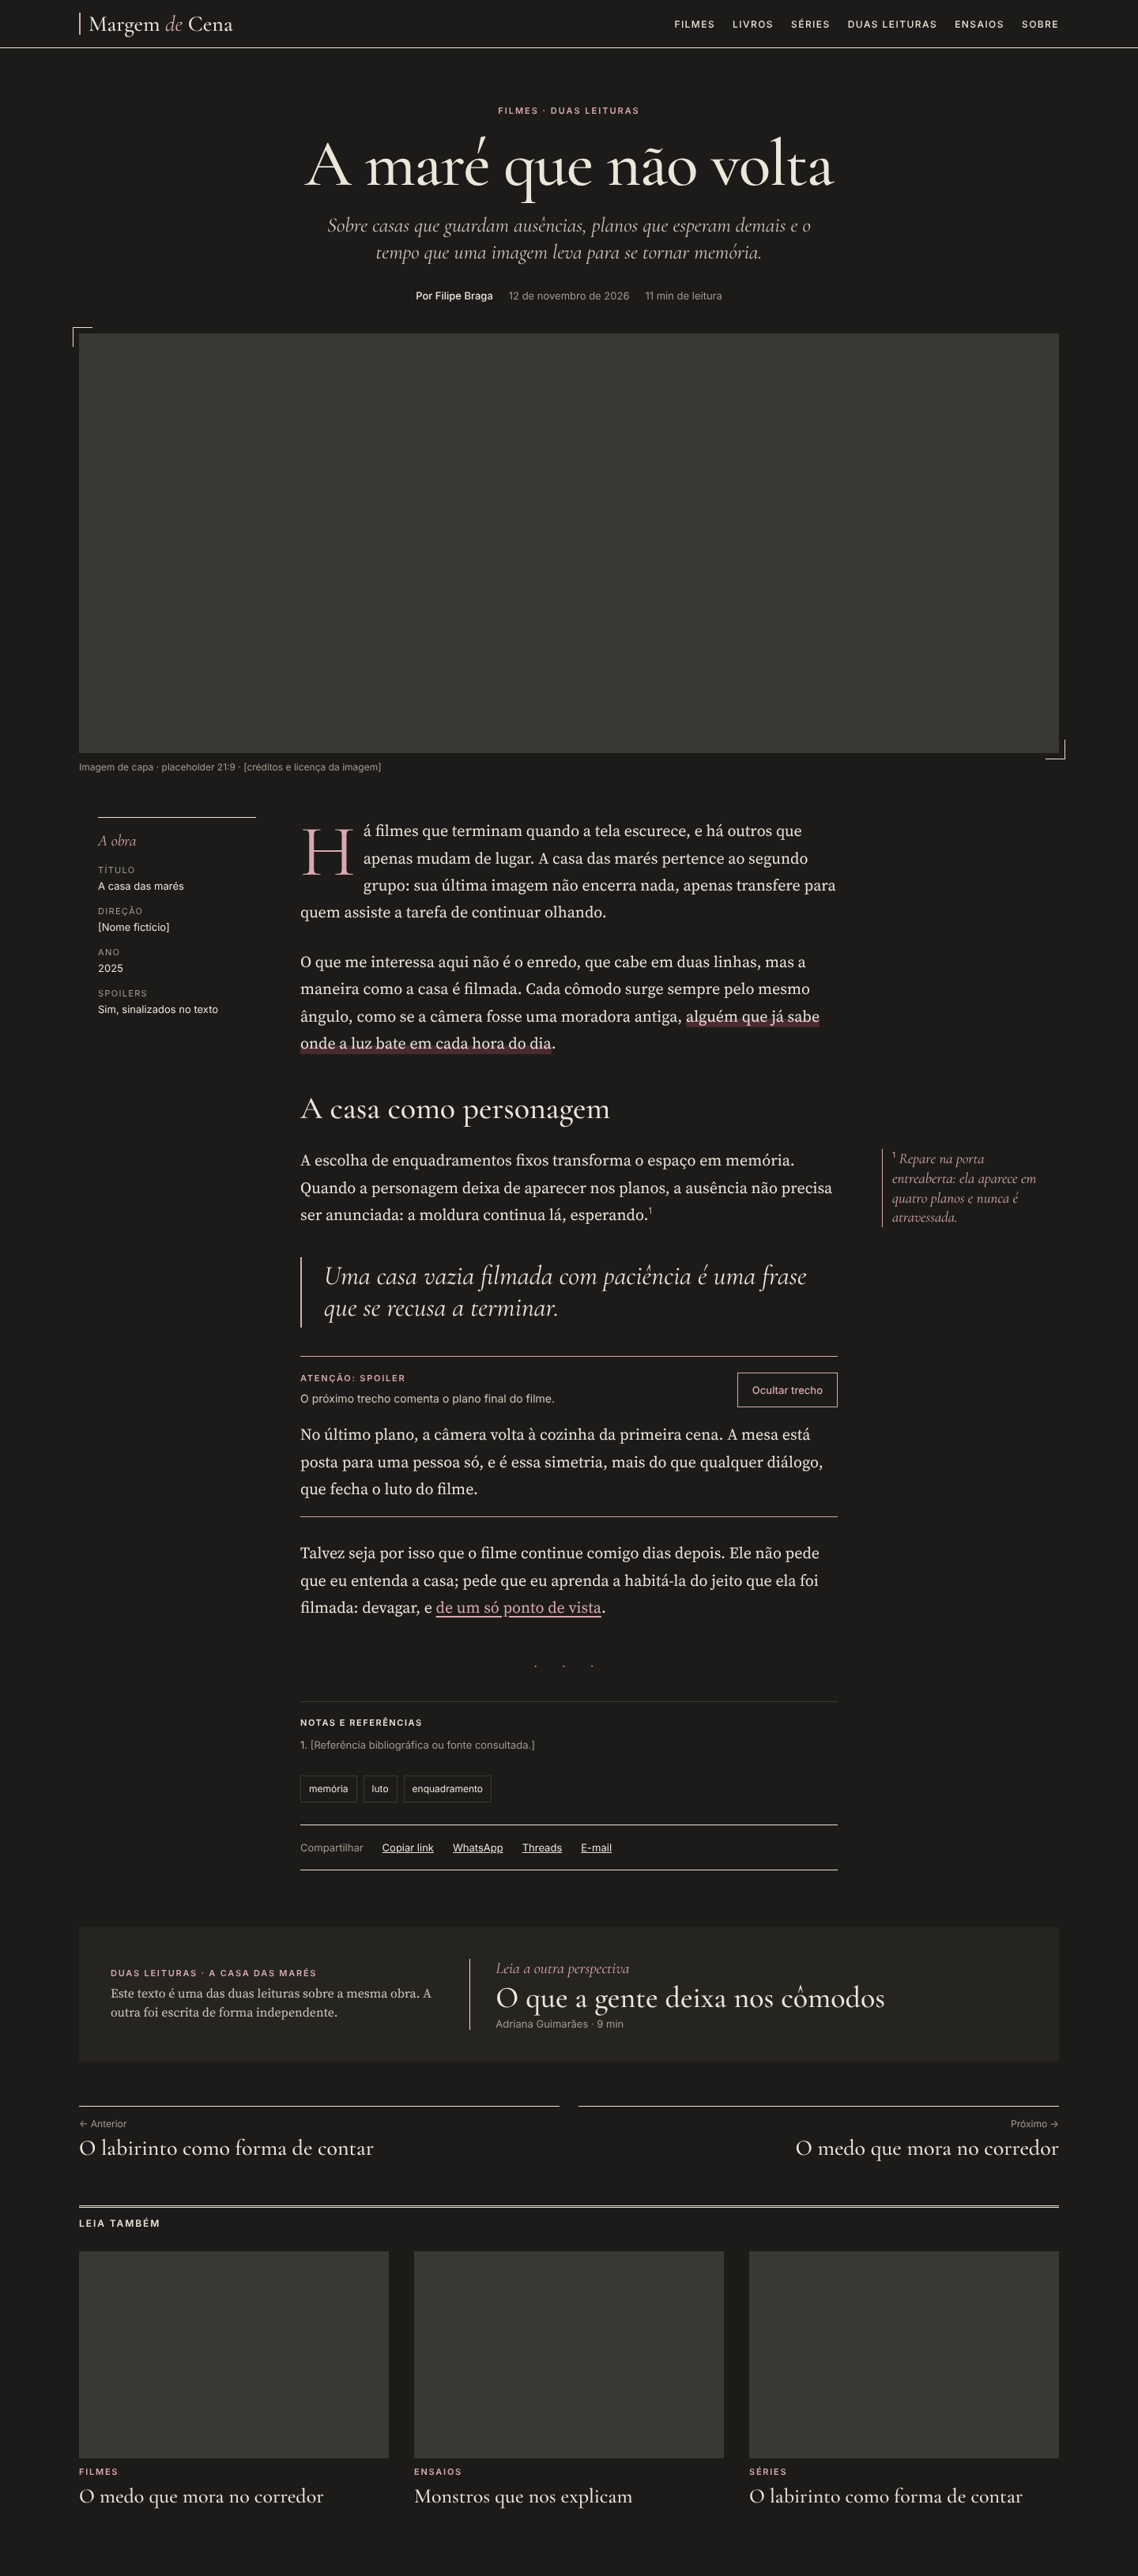 Margem de Cena
FILMES LIVROS SÉRIES DUAS LEITURAS ENSAIOS SOBRE
FILMES · DUAS LEITURAS
A maré que não volta
Sobre casas que guardam ausências, planos que esperam demais e o
tempo que uma imagem leva para se tornar memória.
Por Filipe Braga 12 de novembro de 2026 11 min de leitura
Imagem de capa · placeholder 21:9 · [créditos e licença da imagem]
A obra
TÍTULO
A casa das marés
DIREÇÃO
[Nome fictício]
ANO
2025
SPOILERS
Sim, sinalizados no texto
Há filmes que terminam quando a tela escurece, e há outros que
apenas mudam de lugar. A casa das marés pertence ao segundo
grupo: sua última imagem não encerra nada, apenas transfere para
quem assiste a tarefa de continuar olhando.
O que me interessa aqui não é o enredo, que cabe em duas linhas, mas a
maneira como a casa é filmada. Cada cômodo surge sempre pelo mesmo
ângulo, como se a câmera fosse uma moradora antiga, alguém que já sabe
onde a luz bate em cada hora do dia.
A casa como personagem
A escolha de enquadramentos fixos transforma o espaço em memória.
Quando a personagem deixa de aparecer nos planos, a ausência não precisa
ser anunciada: a moldura continua lá, esperando.¹
¹ Repare na porta
entreaberta: ela aparece em
quatro planos e nunca é
atravessada.
Uma casa vazia filmada com paciência é uma frase
que se recusa a terminar.
ATENÇÃO: SPOILER
O próximo trecho comenta o plano final do filme.
Ocultar trecho
No último plano, a câmera volta à cozinha da primeira cena. A mesa está
posta para uma pessoa só, e é essa simetria, mais do que qualquer diálogo,
que fecha o luto do filme.
Talvez seja por isso que o filme continue comigo dias depois. Ele não pede
que eu entenda a casa; pede que eu aprenda a habitá-la do jeito que ela foi
filmada: devagar, e de um só ponto de vista.
· · ·
NOTAS E REFERÊNCIAS
1. [Referência bibliográfica ou fonte consultada.]
memória luto enquadramento
Compartilhar Copiar link WhatsApp Threads E-mail
DUAS LEITURAS · A CASA DAS MARÉS
Este texto é uma das duas leituras sobre a mesma obra. A
outra foi escrita de forma independente.
Leia a outra perspectiva
O que a gente deixa nos cômodos
Adriana Guimarães · 9 min
← Anterior
O labirinto como forma de contar
Próximo →
O medo que mora no corredor
LEIA TAMBÉM
FILMES
O medo que mora no corredor
ENSAIOS
Monstros que nos explicam
SÉRIES
O labirinto como forma de contar